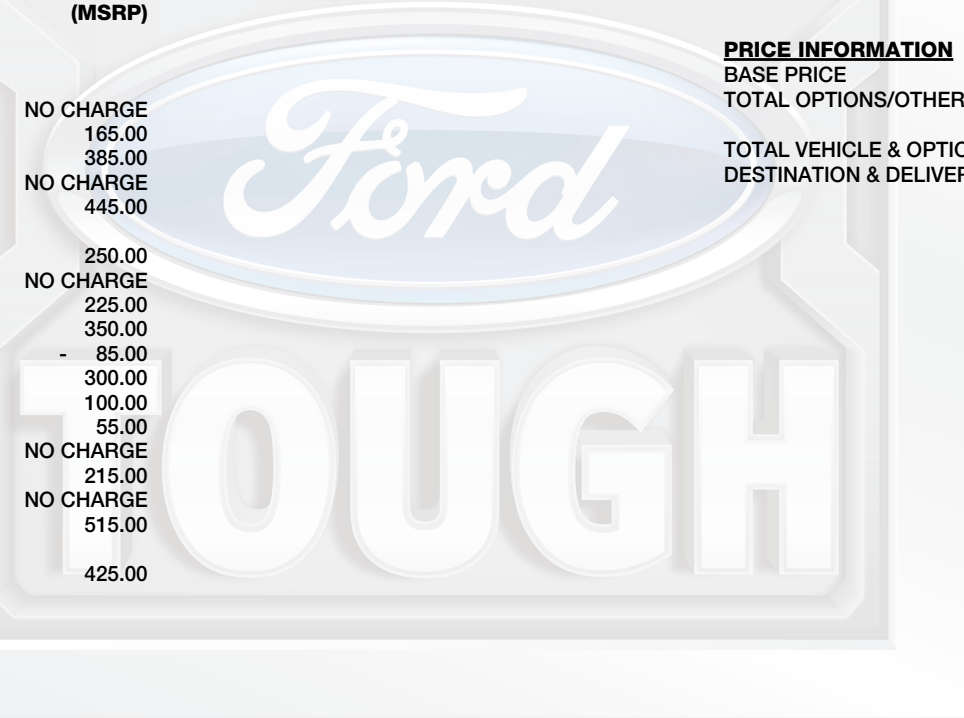 (MSRP)
NO CHARGE
165.00
385.00
NO CHARGE
445.00
250.00
NO CHARGE
225.00
350.00
- 85.00
300.00
100.00
55.00
NO CHARGE
215.00
NO CHARGE
515.00
425.00
PRICE INFORMATION
BASE PRICE
TOTAL OPTIONS/OTHER
TOTAL VEHICLE & OPTIO
DESTINATION & DELIVER
Ford
TOUGH